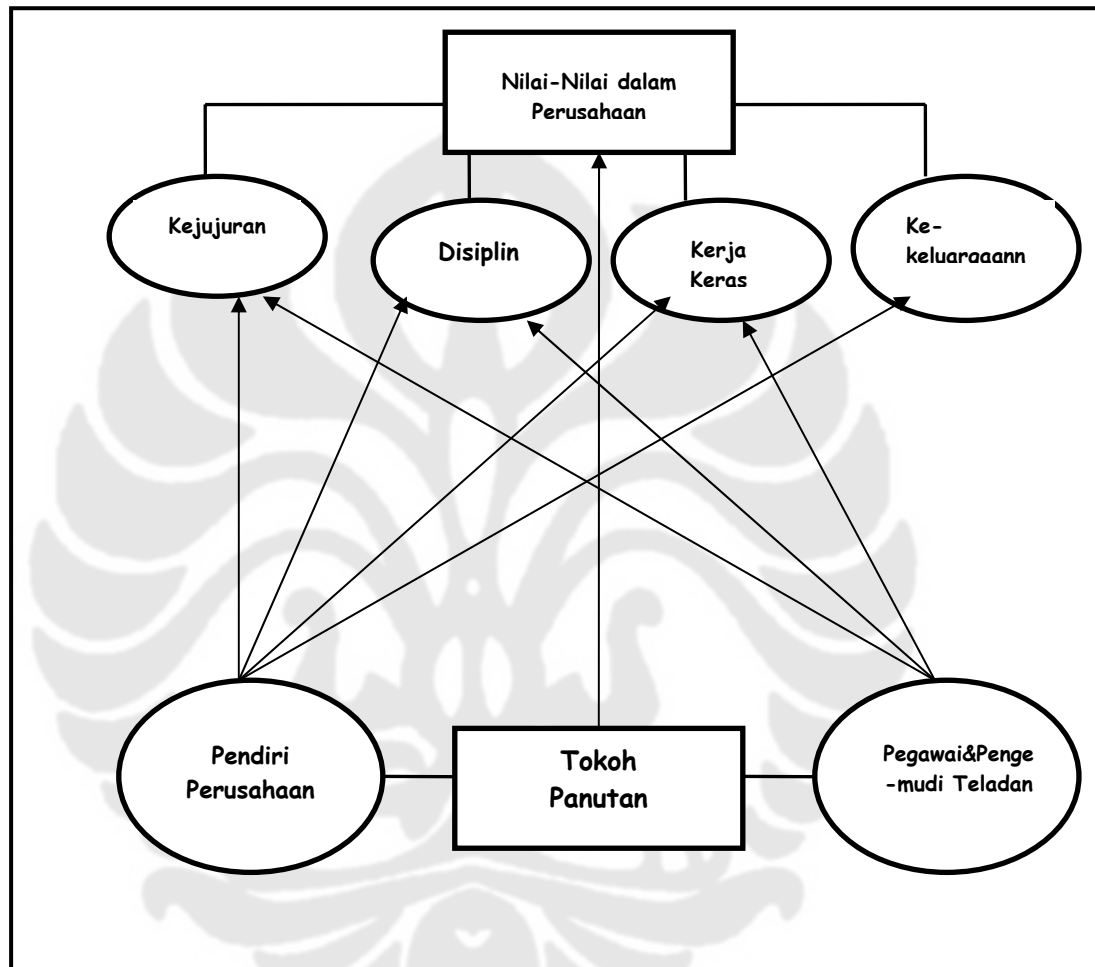 Nilai-Nilai dalam
Perusahaan
Kejujuran
Disiplin
Kerja
Keras
Ke-
keluaraaann
Pendiri
Perusahaan
Tokoh
Panutan
Pegawai&Penge
-mudi Teladan